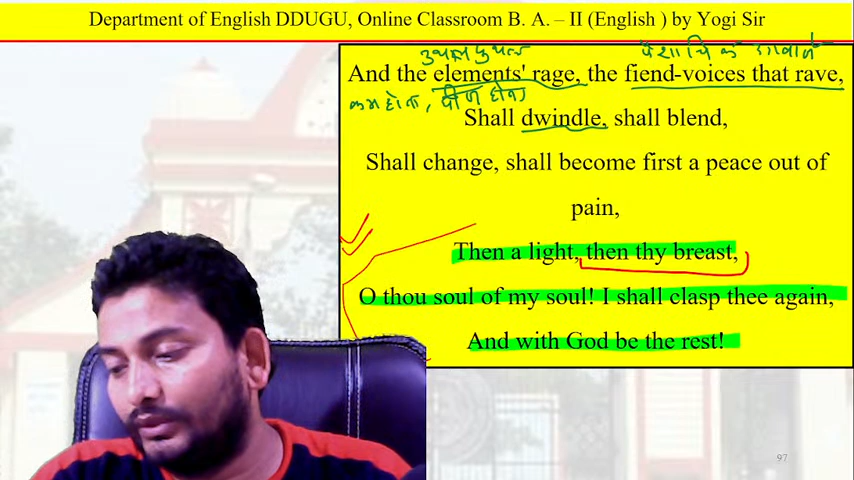 Department of English DDUGU, Online Classroom B. A. – II (English ) by Yogi Sir
And the elements' rage, the fiend-voices that rave,
कम होना,
Shall dwindle, shall blend,
Shall change, shall become first a peace out of
pain,
Then a light, then thy breast,
O thou soul of my soul! I shall clasp thee again,
And with God be the rest!
97